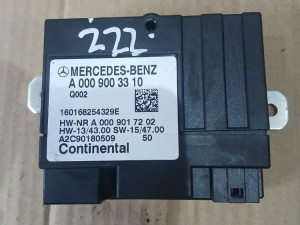 222
MERCEDES-BENZ
A 000 900 33 10
Q002
160168254329E
HW-NR A 000 901 72 02
HW-13/43.00 SW-15/47.00
A2C90180509 50
Continental